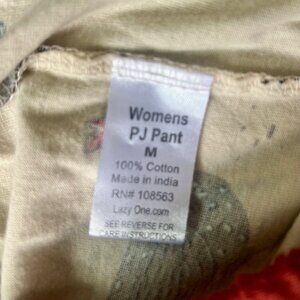 Womens
PJ Pant
M
100% Cotton
Made in india
RN# 108563
Lazy One.com
SEE REVERSE FOR
CARE INSTRUCTIONS